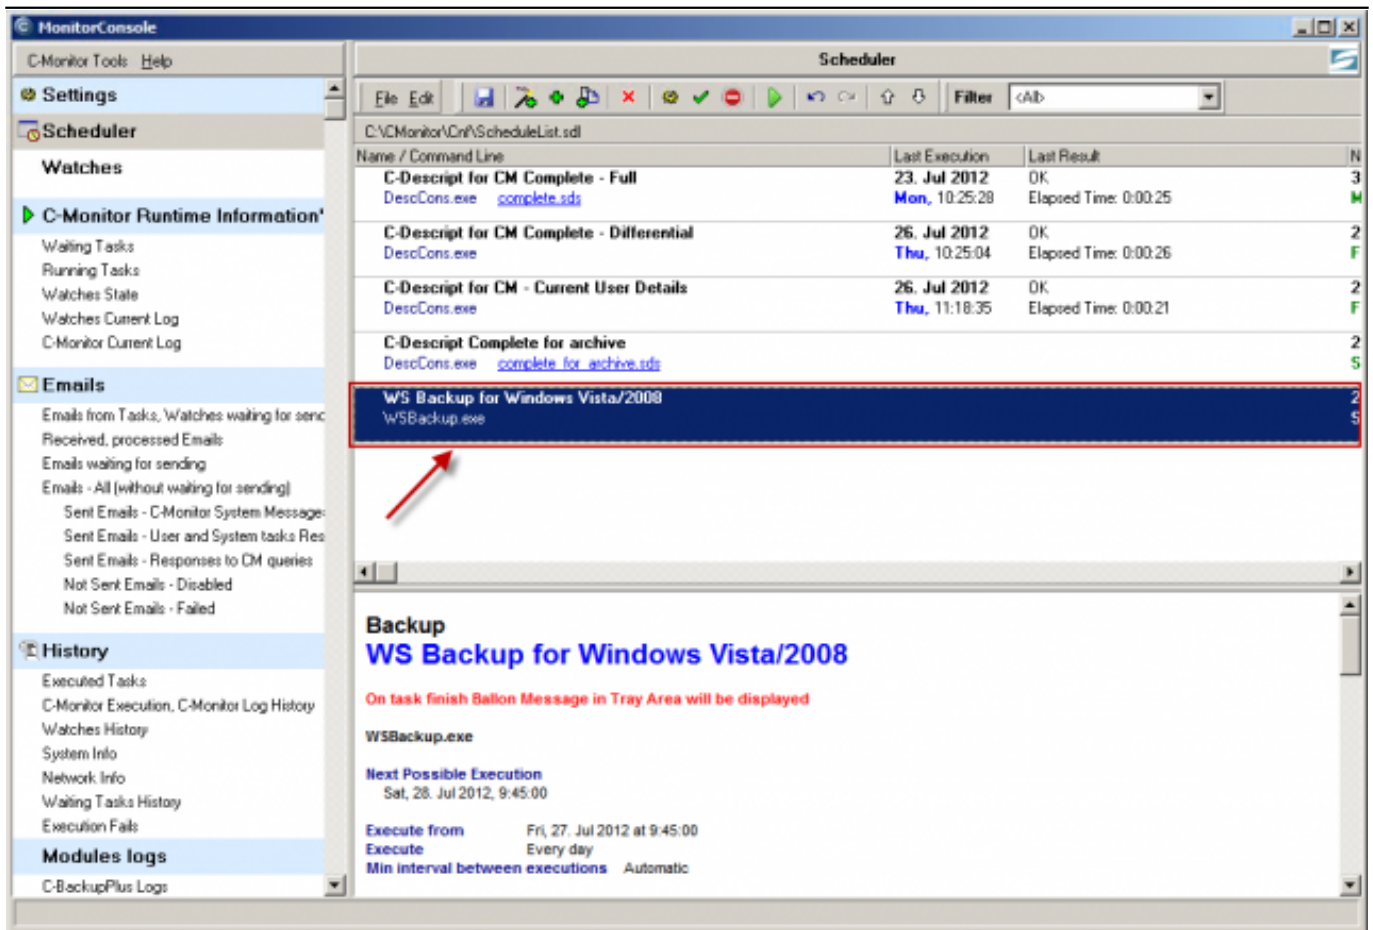 MonitorConsole
C-Monitor Tools Help
Settings
Scheduler
Watches
C-Monitor Runtime Information"
Waiting Tasks
Running Tasks
Watches State
Watches Current Log
C-Monitor Current Log
Emails
Emails from Tasks, Watches waiting for senc
Received, processed Emails
Emails waiting for sending
Emails - All (without waiting for sending)
Sent Emails - C-Monitor System Message
Sent Emails - User and System tasks Res
Sent Emails - Responses to CM queries
Not Sent Emails - Disabled
Not Sent Emails - Failed
History
Executed Tasks
C-Monitor Execution, C-Monitor Log History
Watches History
System Info
Network Info
Waiting Tasks History
Execution Fails
Modules logs
C-BackupPlus Logs
Scheduler
File Edit Filter <All>
C:\CMonitor\Cnf\ScheduleList.sdl
Name / Command Line Last Execution Last Result N
C-Descript for CM Complete - Full 23. Jul 2012 OK 3
DescCons.exe complete.sds Mon, 10:25:28 Elapsed Time: 0:00:25 M
C-Descript for CM Complete - Differential 26. Jul 2012 OK 2
DescCons.exe Thu, 10:25:04 Elapsed Time: 0:00:26 F
C-Descript for CM - Current User Details 26. Jul 2012 OK 2
DescCons.exe Thu, 11:18:35 Elapsed Time: 0:00:21 F
C-Descript Complete for archive 2
DescCons.exe complete_for_archive.sds S
WS Backup for Windows Vista/2008 2
WSBackup.exe S
Backup
WS Backup for Windows Vista/2008
On task finish Ballon Message in Tray Area will be displayed
WSBackup.exe
Next Possible Execution
Sat, 28. Jul 2012, 9:45:00
Execute from Fri, 27. Jul 2012 at 9:45:00
Execute Every day
Min interval between executions Automatic